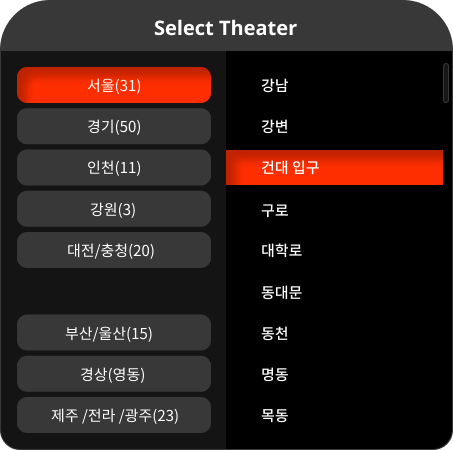 Select Theater
서울(31)
경기(50)
인천(11)
강원(3)
대전/충청(20)
부산/울산(15)
경상(영동)
제주 /전라 /광주(23)
강남
강변
건대 입구
구로
대학로
동대문
동천
명동
목동